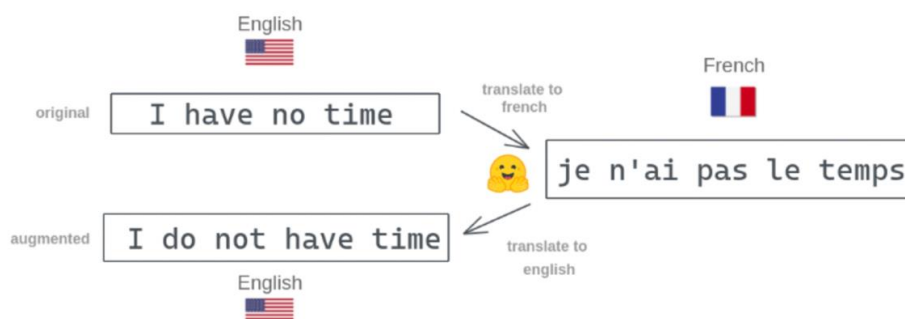 English
original
I have no time
translate to
french
French
je n'ai pas le temps
augmented
I do not have time
translate to
english
English